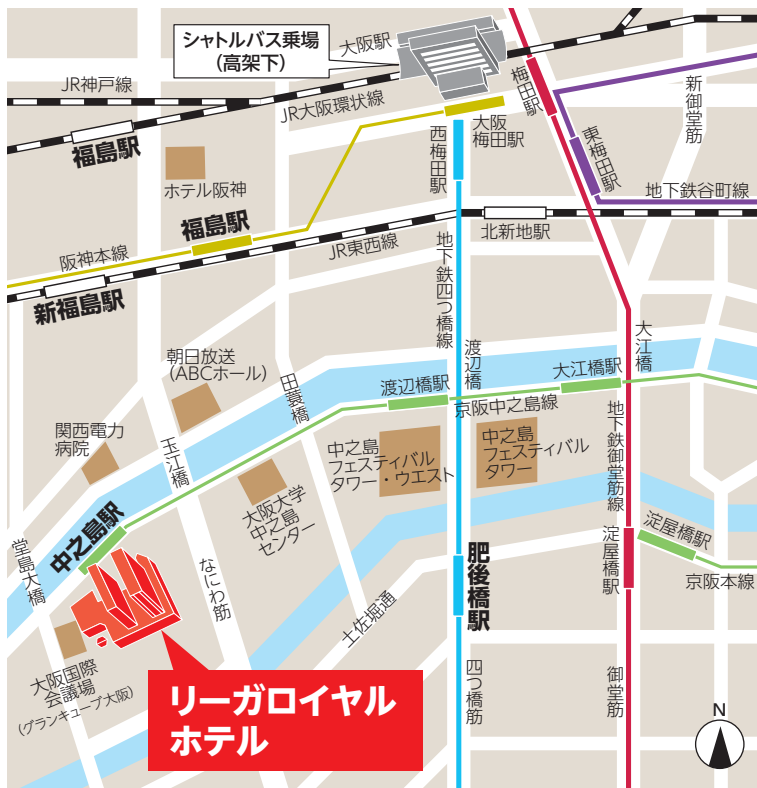 シャトルバス乗場
(高架下)
大阪駅
JR神戸線
JR大阪環状線
梅田駅
新御堂筋
福島駅
ホテル阪神
大阪
梅田駅
西梅田駅
東梅田駅
地下鉄谷町線
福島駅
阪神本線
JR東西線
北新地駅
新福島駅
地下鉄四つ橋線
朝日放送
(ABCホール)
田蓑橋
渡辺橋
大江橋
渡辺橋駅
大江橋駅
京阪中之島線
関西電力
病院
玉江橋
中之島
フェスティバル
タワー・ウエスト
中之島
フェスティバル
タワー
地下鉄御堂筋線
大阪大学
中之島
センター
中之島駅
堂島大橋
なにわ筋
肥後橋駅
淀屋橋駅
淀屋橋駅
京阪本線
土佐堀通
大阪国際
会議場
(グランキューブ大阪)
四つ橋筋
御堂筋
リーガロイヤル
ホテル
N